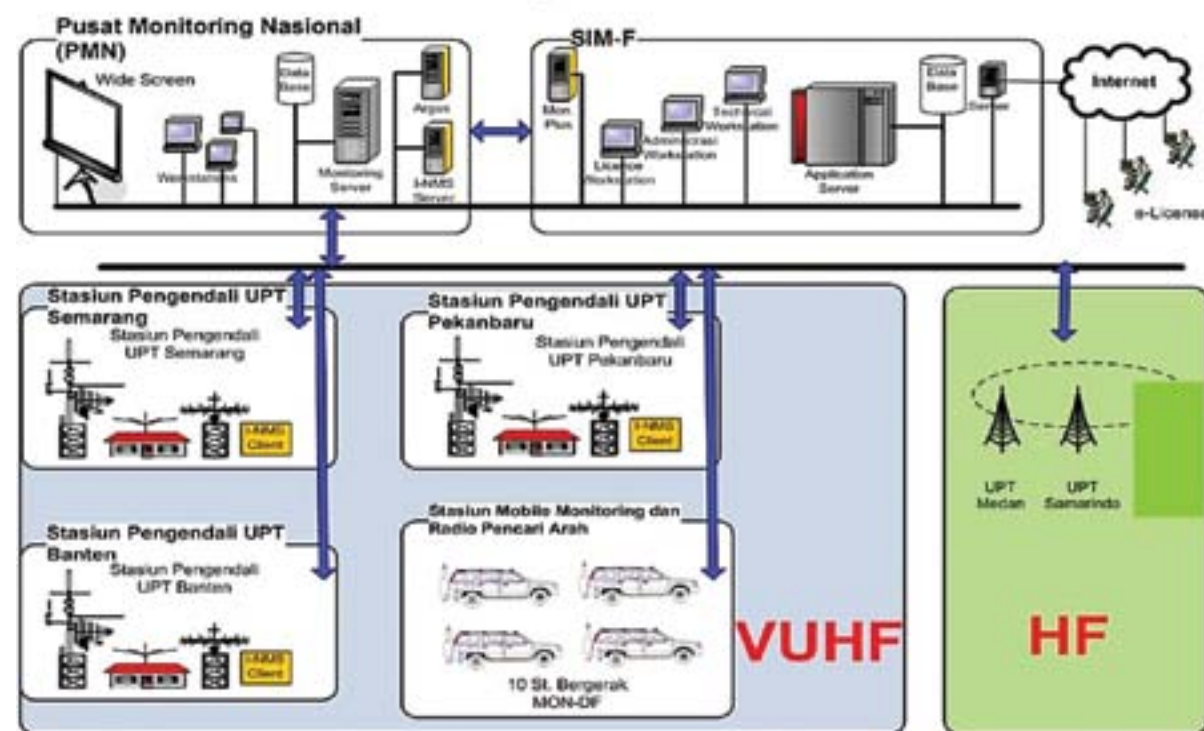 Pusat Monitoring Nasional
(PMN)
Wide Screen
Workstations
Data
Base
Monitoring
Server
Argus
I-NMS
Server
SIM-F
Mon
Plus
Licence
Workstation
Administrasi
Workstation
Technical
Workstation
Application
Server
Data
Base
Server
Internet
e-License
Stasiun Pengendali UPT
Semarang
Stasiun Pengendali
UPT Semarang
I-NMS
Client
Stasiun Pengendali UPT
Pekanbaru
Stasiun Pengendali
UPT Pekanbaru
I-NMS
Client
Stasiun Pengendali UPT
Banten
Stasiun Pengendali
UPT Banten
I-NMS
Client
Stasiun Mobile Monitoring dan
Radio Pencari Arah
10 St. Bergerak
MON-DF
VUHF
UPT
Medan
UPT
Samarinda
HF